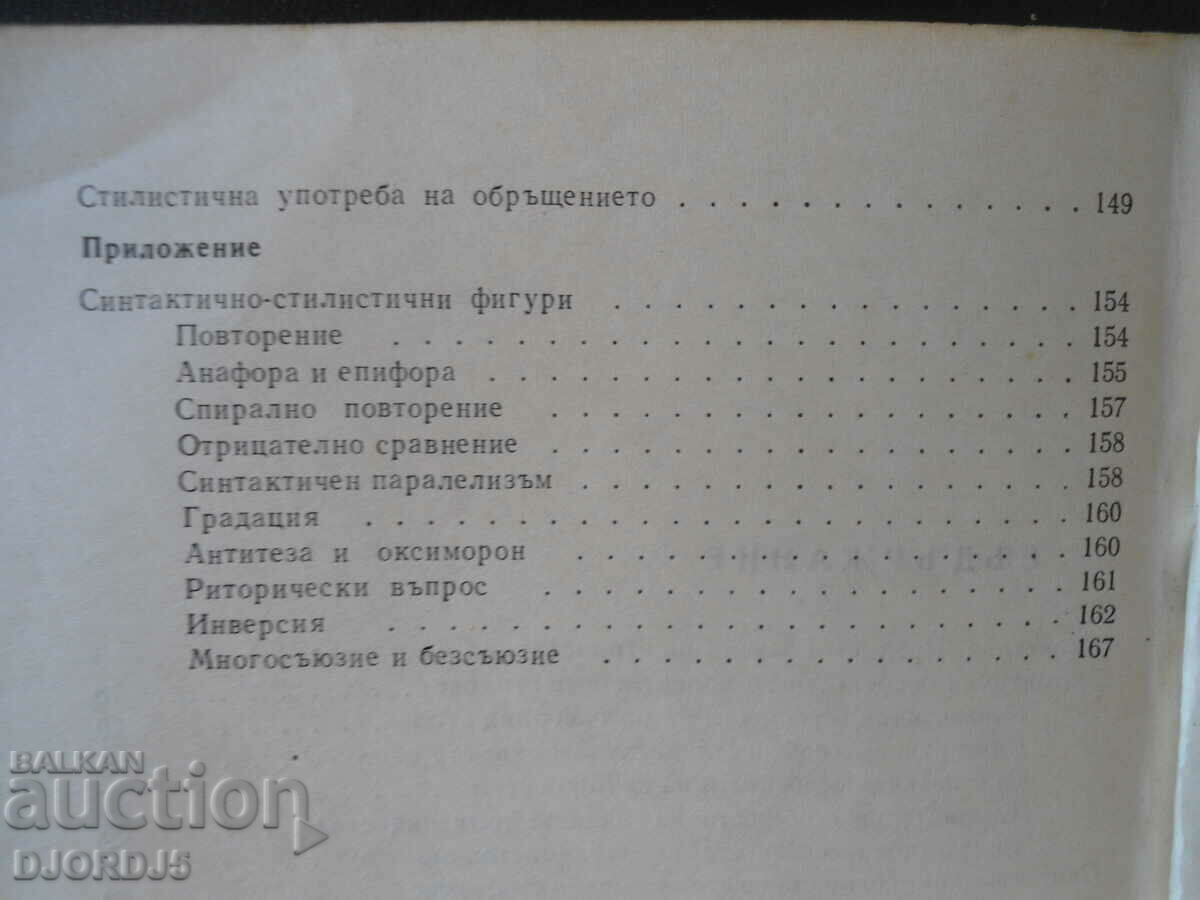 Стилистична употреба на обръщението . . . . . . . . . . . . . . 149
Приложение
Синтактично-стилистични фигури . . . . . . . . . . . . . . . . 154
Повторение . . . . . . . . . . . . . . . . . 154
Анафора и епифора . . . . . . . . . . . . . . . 155
Спирално повторение . . . . . . . . . . . . . 157
Отрицателно сравнение . . . . . . . . . . . . . 158
Синтактичен паралелизъм . . . . . . . . . . . . 158
Градация . . . . . . . . . . . . . . . . . . 160
Антитеза и оксиморон . . . . . . . . . . . . . 160
Риторически въпрос . . . . . . . . . . . . . . 161
Инверсия . . . . . . . . . . . . . . . . . 162
Многосъюзие и безсъюзие . . . . . . . . . . . . 167
BALKAN
auction
DJORDJ5